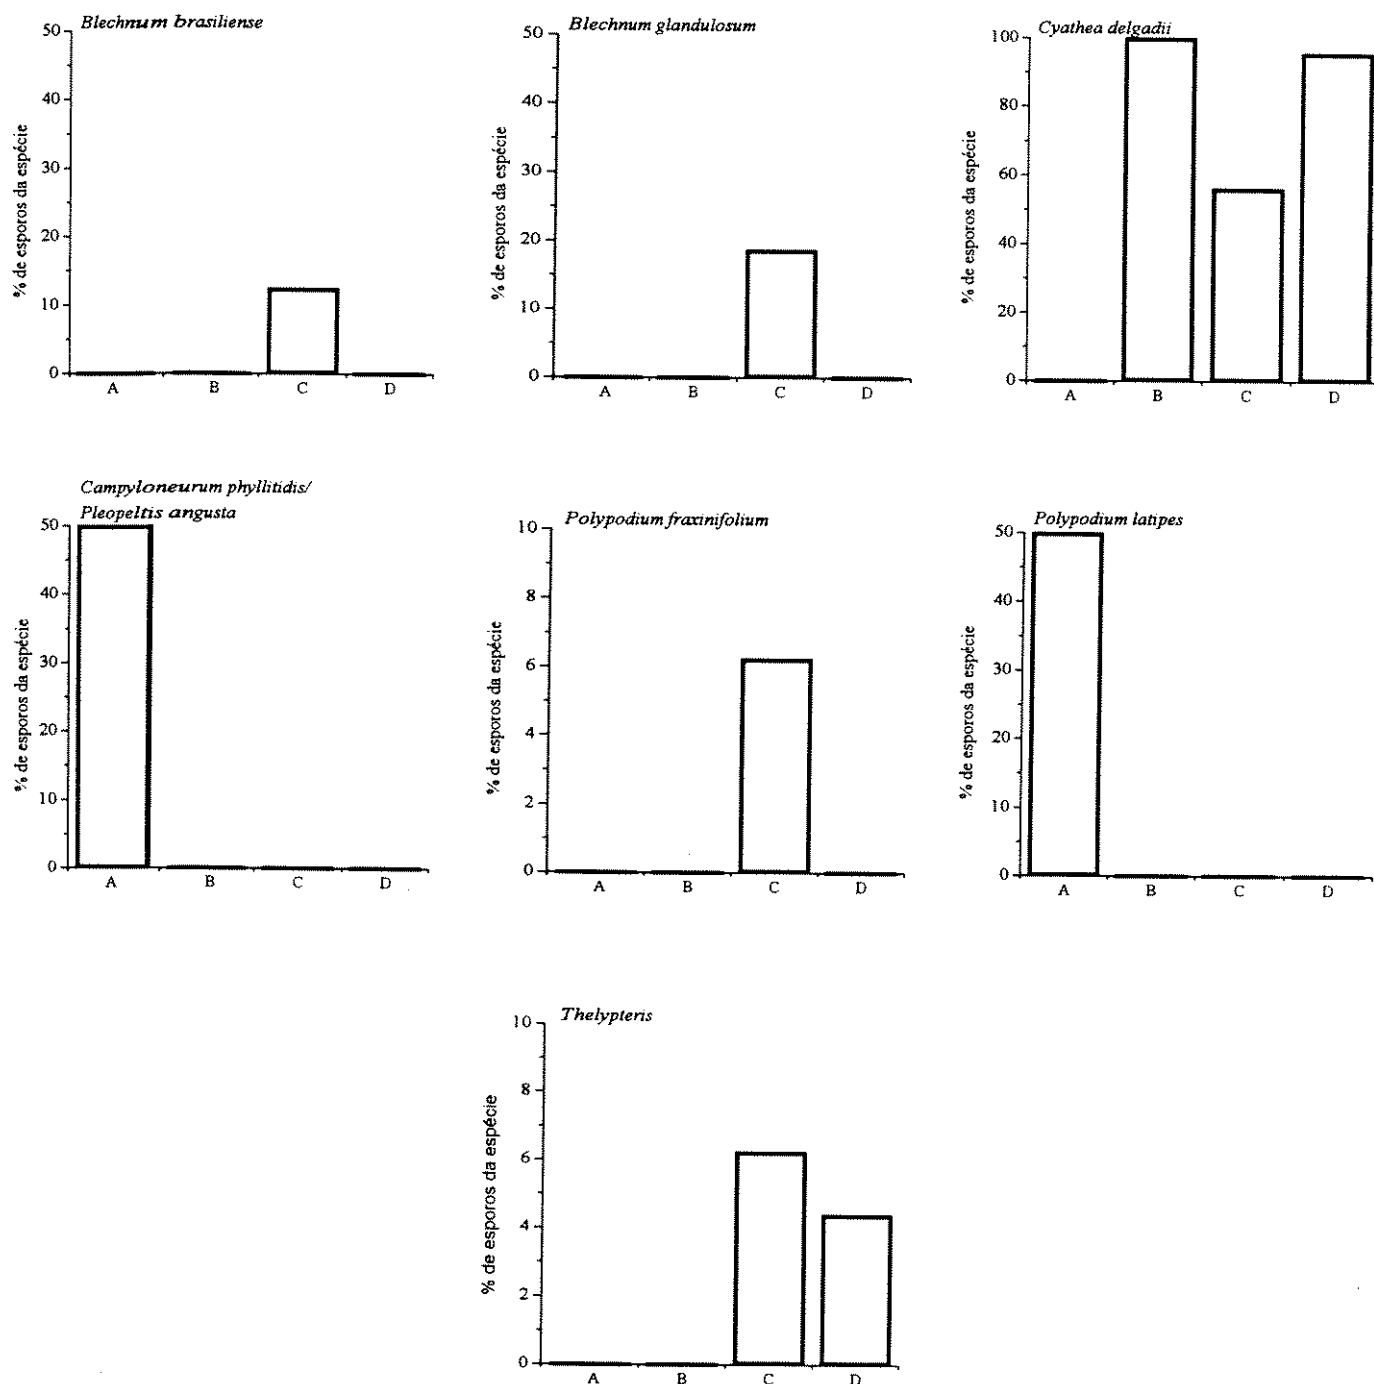 Blechnum brasiliense
50
40
30
20
10
0
% de esporos da espécie
A B C D
Blechnum glandulosum
50
40
30
20
10
0
% de esporos da espécie
A B C D
Cyathea delgadii
100
80
60
40
20
0
% de esporos da espécie
A B C D
Campyloneurum phyllitidis/
Pleopeltis angusta
50
40
30
20
10
0
% de esporos da espécie
A B C D
Polypodium fraxinifolium
10
8
6
4
2
0
% de esporos da espécie
A B C D
Polypodium latipes
50
40
30
20
10
0
% de esporos da espécie
A B C D
Thelypteris
10
8
6
4
2
0
% de esporos da espécie
A B C D